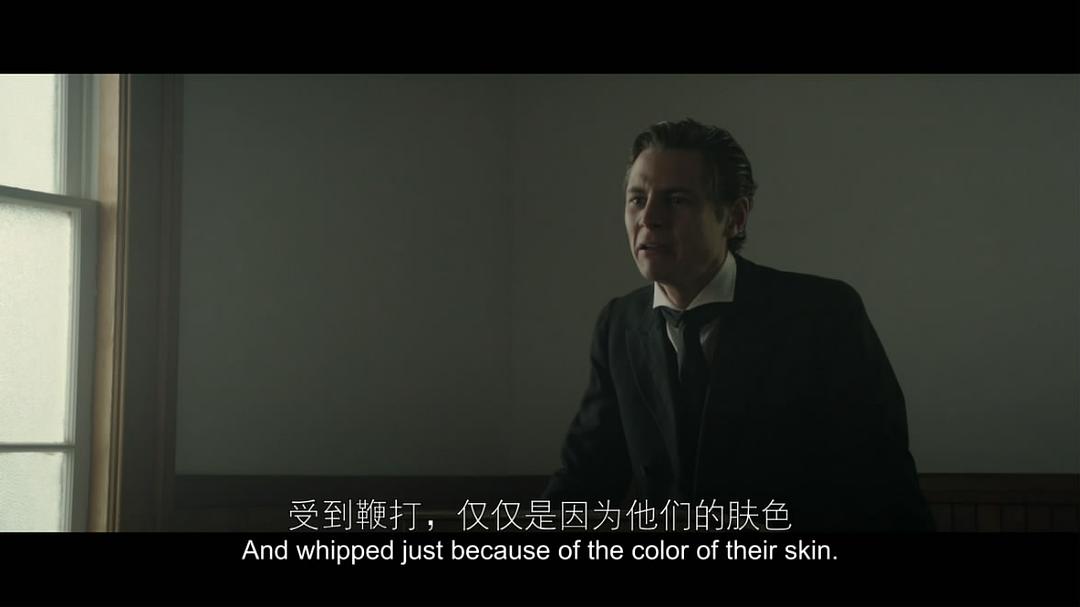 受到鞭打，仅仅是因为他们的肤色
And whipped just because of the color of their skin.